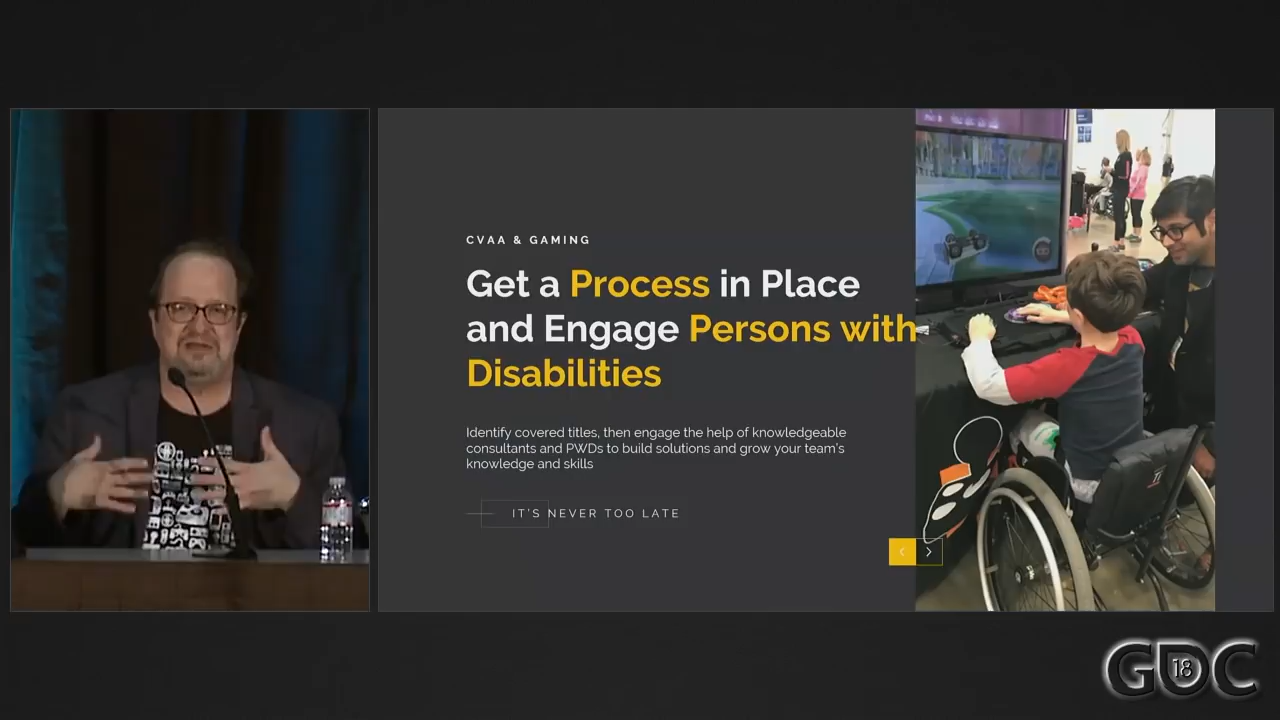 CVAA & GAMING
Get a Process in Place
and Engage Persons with
Disabilities
Identify covered titles, then engage the help of knowledgeable
consultants and PWDs to build solutions and grow your team's
knowledge and skills
IT'S NEVER TOO LATE
GDC
18